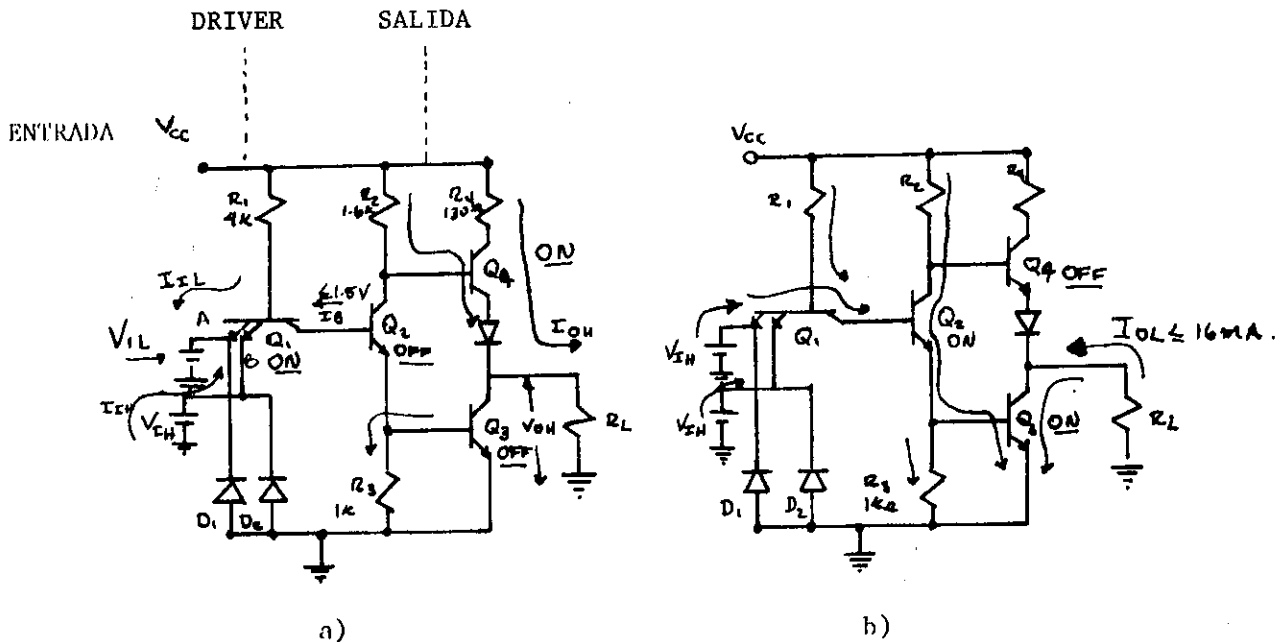 DRIVER SALIDA
ENTRADA
Vcc
R1
4K
R2
1.6K
R4
130
Q4
ON
IIL
≤1.5V
IB
A
VIL
B
Q1
ON
Q2
OFF
IOH
IIH
VIH
VOH
Q3
OFF
RL
R3
1K
D1
D2
a)
Vcc
R1
R2
R4
Q4 OFF
Q2
ON
IOL ≤ 16MA.
VIH
Q1
VIH
Q3 ON
RL
R3
1KΩ
D1
D2
b)